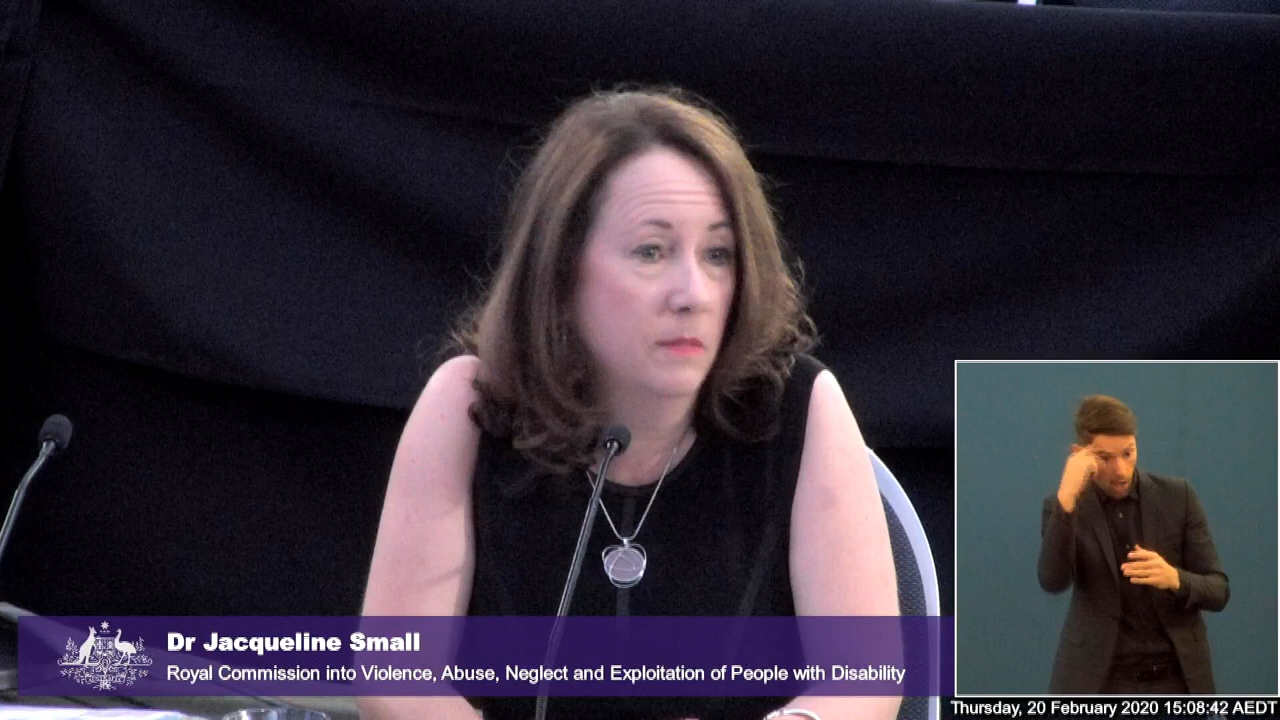 Dr Jacqueline Small
Royal Commission into Violence, Abuse, Neglect and Exploitation of People with Disability
Thursday, 20 February 2020 15:08:42 AEDT